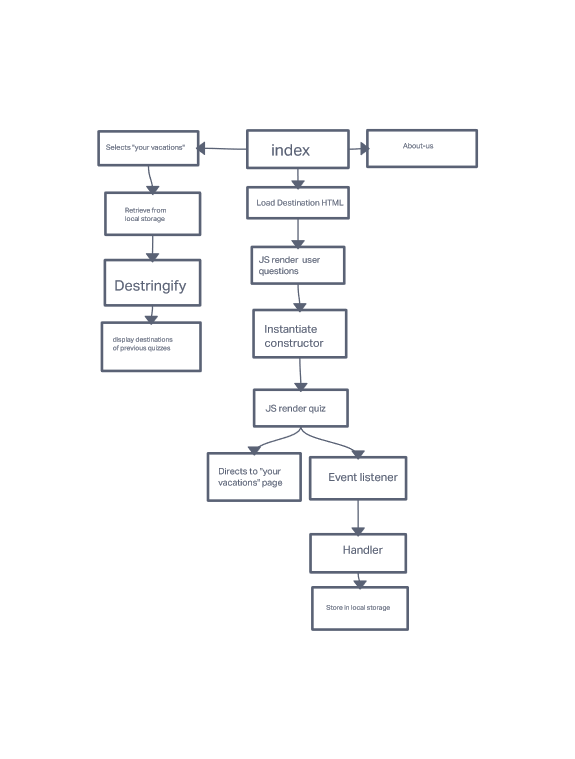 Selects "your vacations"
index
About-us
Retrieve from
local storage
Load Destination HTML
Destringify
JS render user
questions
display destinations
of previous quizzes
Instantiate
constructor
JS render quiz
Directs to "your
vacations" page
Event listener
Handler
Store in local storage